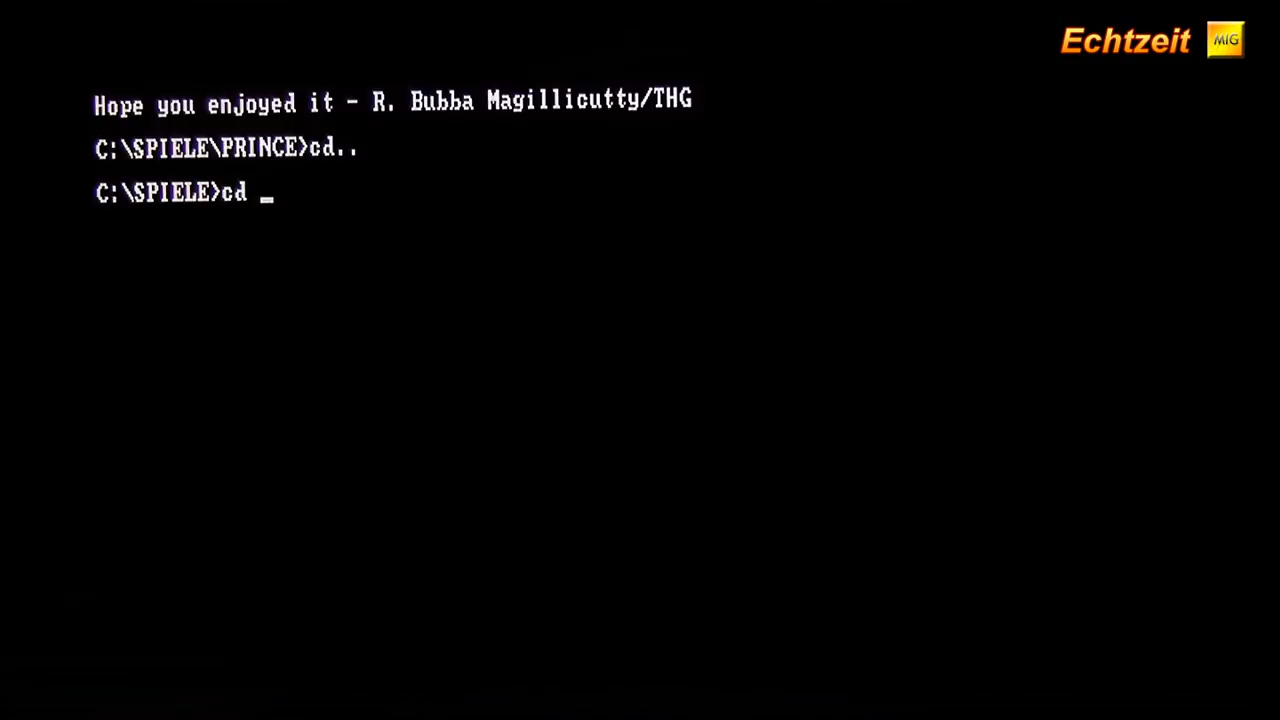 Echtzeit MIG
Hope you enjoyed it - R. Bubba Magillicutty/THG
C:\SPIELE\PRINCE>cd..
C:\SPIELE>cd _